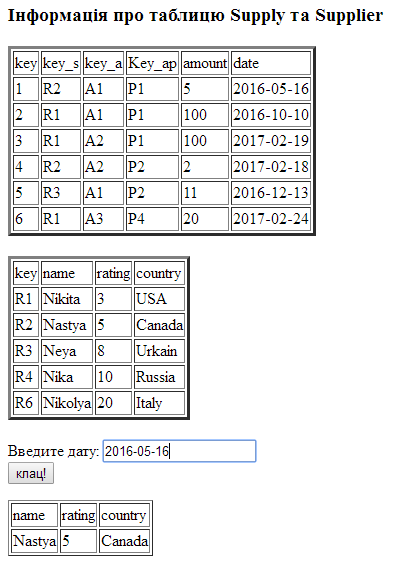 Інформація про таблицю Supply та Supplier
key key_s key_a Key_ap amount date
1 R2 A1 P1 5 2016-05-16
2 R1 A1 P1 100 2016-10-10
3 R1 A2 P1 100 2017-02-19
4 R2 A2 P2 2 2017-02-18
5 R3 A1 P2 11 2016-12-13
6 R1 A3 P4 20 2017-02-24
key name rating country
R1 Nikita 3 USA
R2 Nastya 5 Canada
R3 Neya 8 Urkain
R4 Nika 10 Russia
R6 Nikolya 20 Italy
Введите дату: 2016-05-16
клац!
name rating country
Nastya 5 Canada